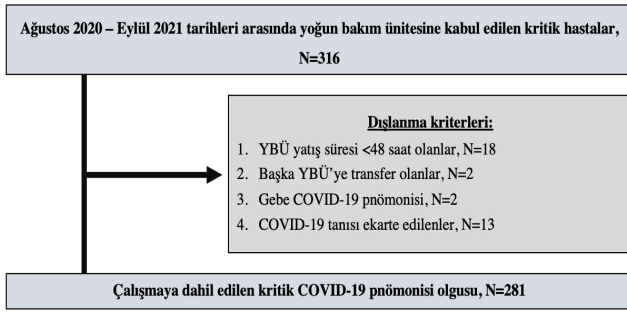 Ağustos 2020 – Eylül 2021 tarihleri arasında yoğun bakım ünitesine kabul edilen kritik hastalar,
N=316
Dışlanma kriterleri:
1. YBÜ yatış süresi <48 saat olanlar, N=18
2. Başka YBÜ'ye transfer olanlar, N=2
3. Gebe COVID-19 pnömonisi, N=2
4. COVID-19 tanısı ekarte edilenler, N=13
Çalışmaya dahil edilen kritik COVID-19 pnömonisi olgusu, N=281